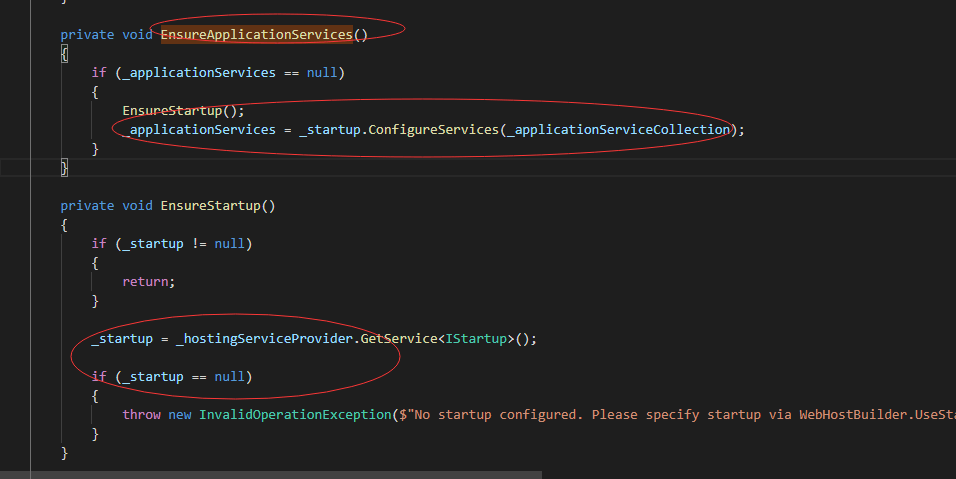 }
private void EnsureApplicationServices()
{
if (_applicationServices == null)
{
EnsureStartup();
_applicationServices = _startup.ConfigureServices(_applicationServiceCollection);
}
}
private void EnsureStartup()
{
if (_startup != null)
{
return;
}
_startup = _hostingServiceProvider.GetService<IStartup>();
if (_startup == null)
{
throw new InvalidOperationException($"No startup configured. Please specify startup via WebHostBuilder.UseSta
}
}